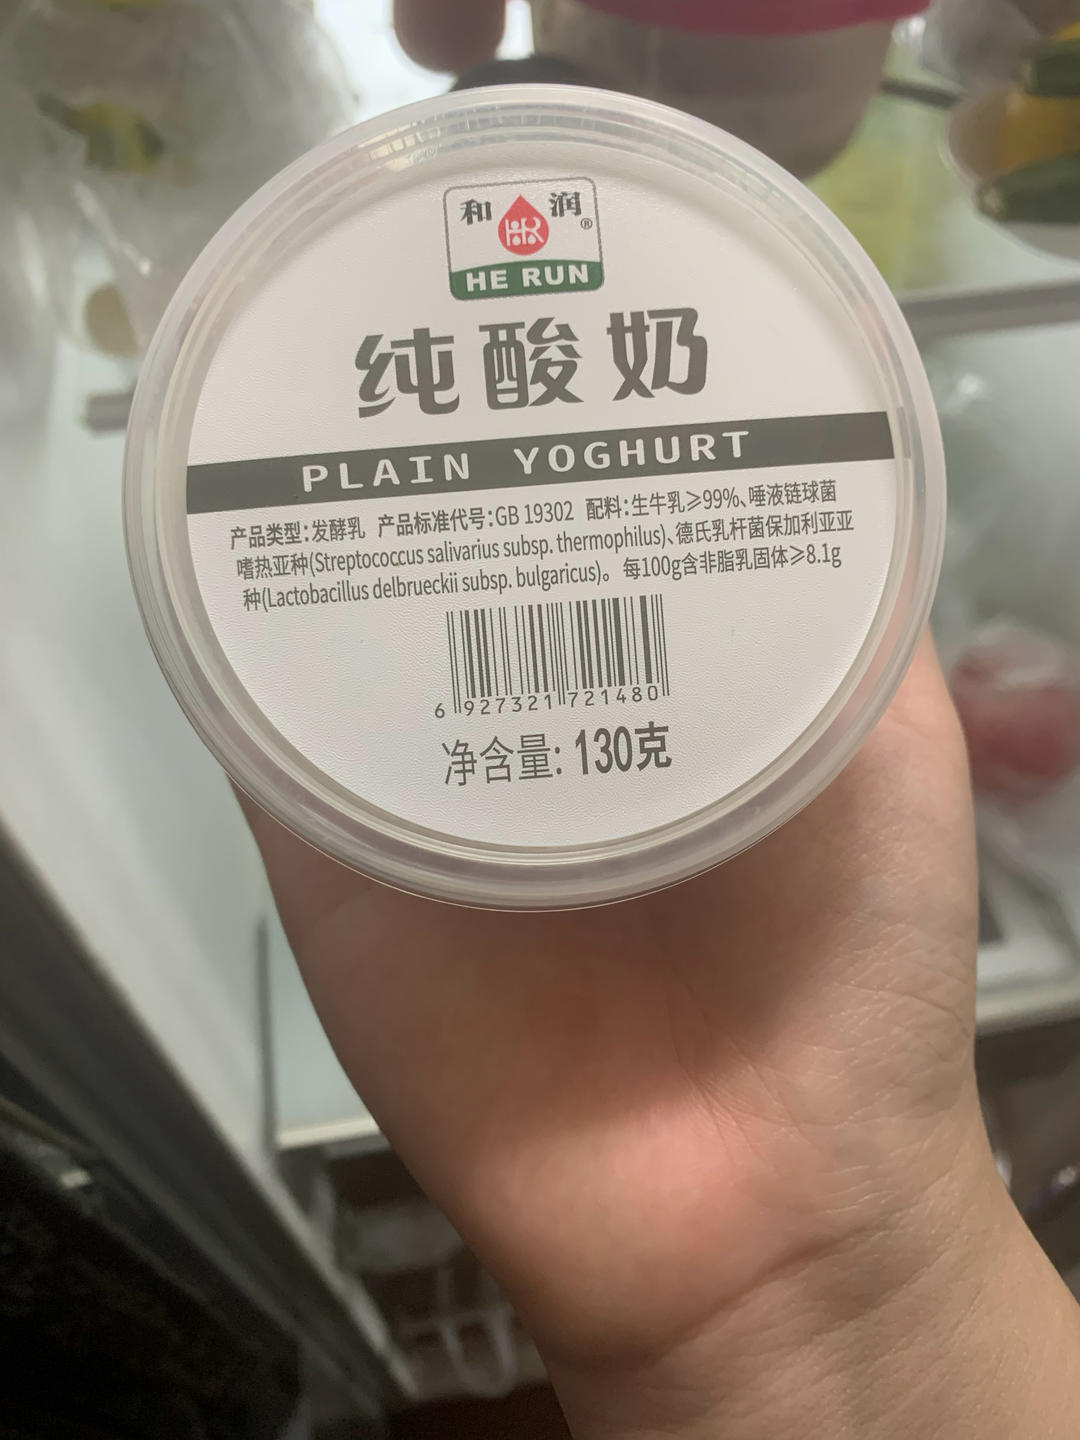 和润®
HE RUN
纯酸奶
PLAIN YOGHURT
产品类型:发酵乳 产品标准代号:GB 19302 配料:生牛乳≥99%、唾液链球菌
嗜热亚种(Streptococcus salivarius subsp. thermophilus)、德氏乳杆菌保加利亚亚
种(Lactobacillus delbrueckii subsp. bulgaricus)。每100g含非脂乳固体≥8.1g
6 927321 721480
净含量: 130克